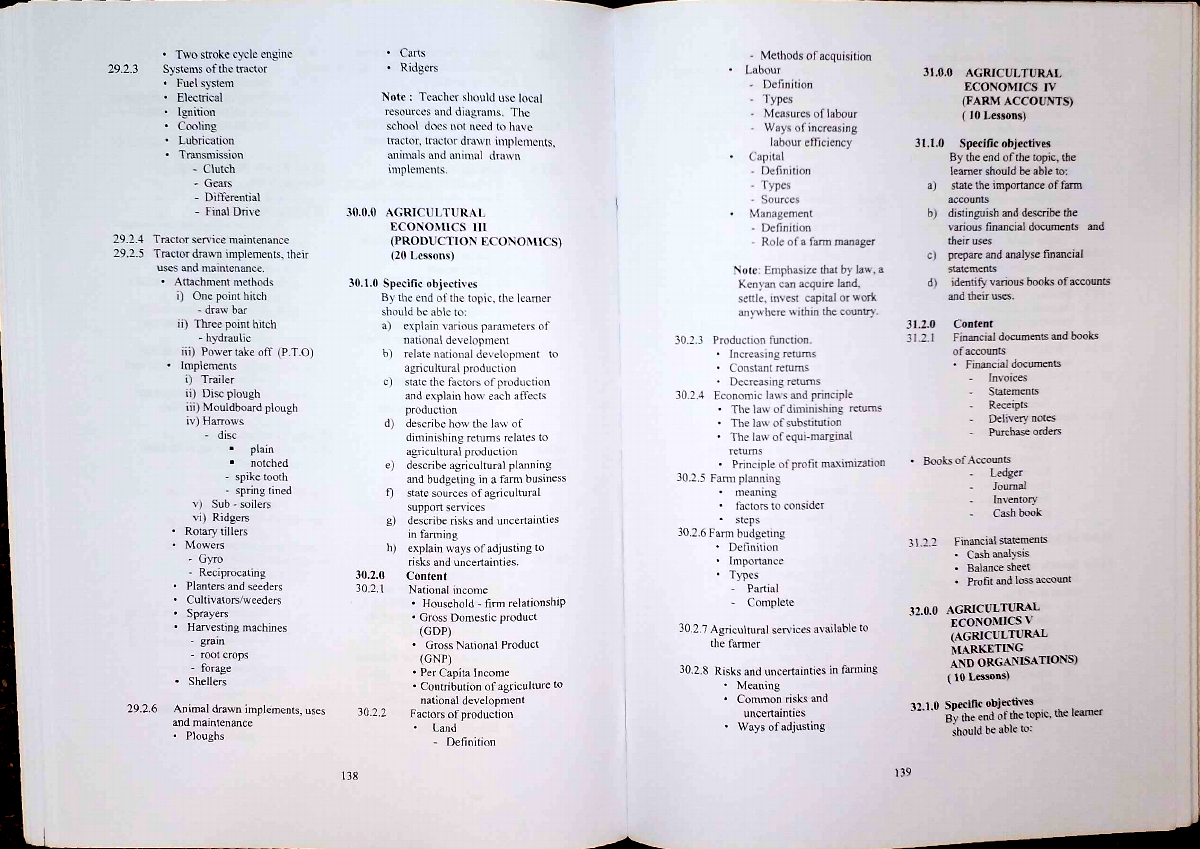 • Two stroke cycle engine
29.2.3 Systems of the tractor
• Fuel system
• Electrical
• Ignition
• Cooling
• Lubrication
• Transmission
- Clutch
- Gears
- Differential
- Final Drive
29.2.4 Tractor service maintenance
29.2.5 Tractor drawn implements, their
uses and maintenance.
• Attachment methods
i) One point hitch
- draw bar
ii) Three point hitch
- hydraulic
iii) Power take off (P.T.O)
• Implements
i) Trailer
ii) Disc plough
iii) Mouldboard plough
iv) Harrows
- disc
▪ plain
▪ notched
- spike tooth
- spring tined
v) Sub - soilers
vi) Ridgers
• Rotary tillers
• Mowers
- Gyro
- Reciprocating
• Planters and seeders
• Cultivators/weeders
• Sprayers
• Harvesting machines
- grain
- root crops
- forage
• Shellers
29.2.6 Animal drawn implements, uses
and maintenance
• Ploughs
• Carts
• Ridgers
Note : Teacher should use local
resources and diagrams. The
school does not need to have
tractor, tractor drawn implements,
animals and animal drawn
implements.
30.0.0 AGRICULTURAL
ECONOMICS III
(PRODUCTION ECONOMICS)
(20 Lessons)
30.1.0 Specific objectives
By the end of the topic, the learner
should be able to:
a) explain various parameters of
national development
b) relate national development to
agricultural production
c) state the factors of production
and explain how each affects
production
d) describe how the law of
diminishing returns relates to
agricultural production
e) describe agricultural planning
and budgeting in a farm business
f) state sources of agricultural
support services
g) describe risks and uncertainties
in farming
h) explain ways of adjusting to
risks and uncertainties.
30.2.0 Content
30.2.1 National income
• Household - firm relationship
• Gross Domestic product
(GDP)
• Gross National Product
(GNP)
• Per Capita Income
• Contribution of agriculture to
national development
30.2.2 Factors of production
• Land
- Definition
138
- Methods of acquisition
• Labour
- Definition
- Types
- Measures of labour
- Ways of increasing
labour efficiency
• Capital
- Definition
- Types
- Sources
• Management
- Definition
- Role of a farm manager
Note: Emphasize that by law, a
Kenyan can acquire land,
settle, invest capital or work
anywhere within the country.
30.2.3 Production function.
• Increasing returns
• Constant returns
• Decreasing returns
30.2.4 Economic laws and principle
• The law of diminishing returns
• The law of substitution
• The law of equi-marginal
returns
• Principle of profit maximization
30.2.5 Farm planning
• meaning
• factors to consider
• steps
30.2.6 Farm budgeting
• Definition
• Importance
• Types
- Partial
- Complete
30.2.7 Agricultural services available to
the farmer
30.2.8 Risks and uncertainties in farming
• Meaning
• Common risks and
uncertainties
• Ways of adjusting
31.0.0 AGRICULTURAL
ECONOMICS IV
(FARM ACCOUNTS)
( 10 Lessons)
31.1.0 Specific objectives
By the end of the topic, the
learner should be able to:
a) state the importance of farm
accounts
b) distinguish and describe the
various financial documents and
their uses
c) prepare and analyse financial
statements
d) identify various books of accounts
and their uses.
31.2.0 Content
31.2.1 Financial documents and books
of accounts
• Financial documents
- Invoices
- Statements
- Receipts
- Delivery notes
- Purchase orders
• Books of Accounts
- Ledger
- Journal
- Inventory
- Cash book
31.2.2 Financial statements
• Cash analysis
• Balance sheet
• Profit and loss account
32.0.0 AGRICULTURAL
ECONOMICS V
(AGRICULTURAL
MARKETING
AND ORGANISATIONS)
( 10 Lessons)
32.1.0 Specific objectives
By the end of the topic, the learner
should be able to:
139